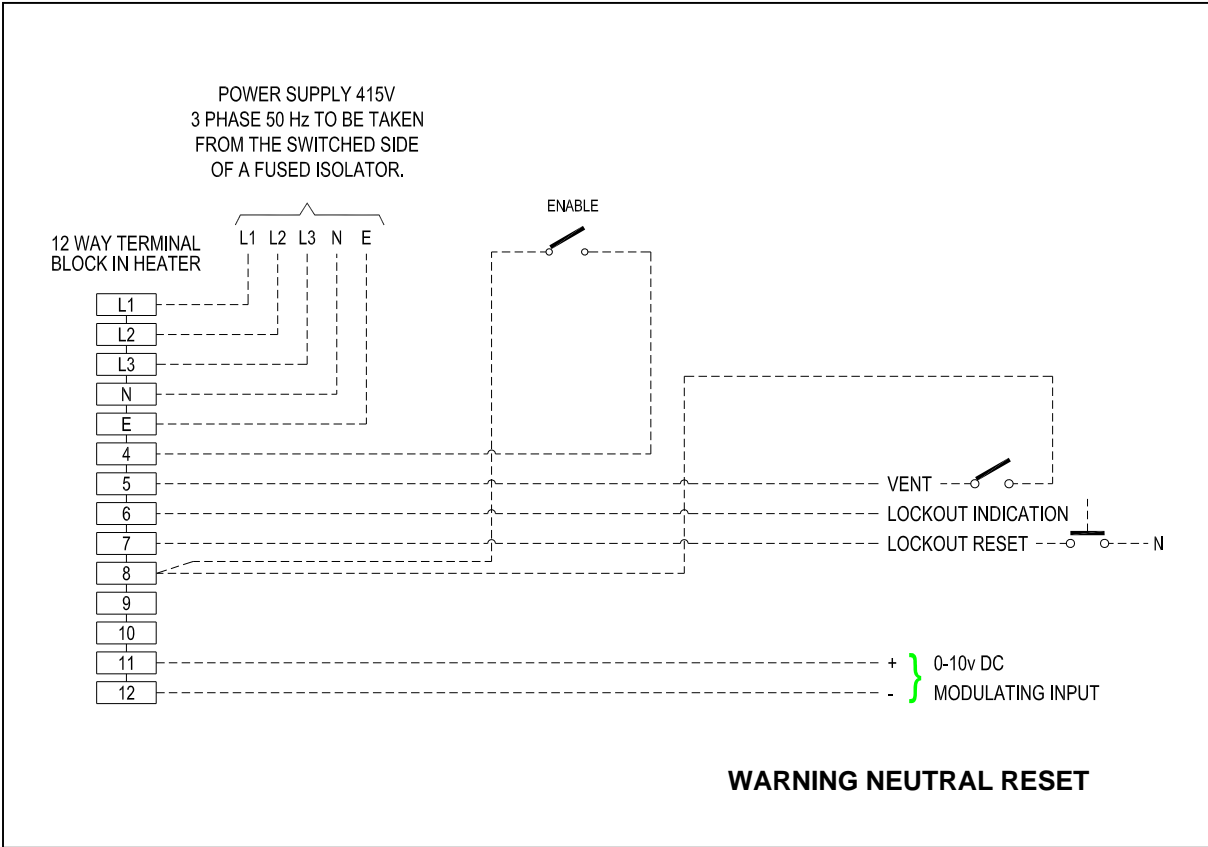 POWER SUPPLY 415V
3 PHASE 50 Hz TO BE TAKEN
FROM THE SWITCHED SIDE
OF A FUSED ISOLATOR.
ENABLE
12 WAY TERMINAL
BLOCK IN HEATER
L1 L2 L3 N E
L1
L2
L3
N
E
4
5
VENT
6
LOCKOUT INDICATION
7
LOCKOUT RESET N
8
9
10
11
+ 0-10v DC
12
- MODULATING INPUT
WARNING NEUTRAL RESET